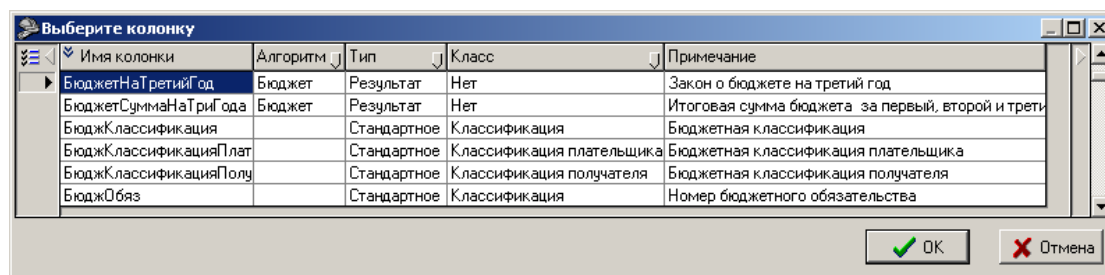 Выберите колонку
Имя колонки Алгоритм Тип Класс Примечание
БюджетНаТретийГод Бюджет Результат Нет Закон о бюджете на третий год
БюджетСуммаНаТриГода Бюджет Результат Нет Итоговая сумма бюджета за первый, второй и трети
БюджКлассификация Стандартное Классификация Бюджетная классификация
БюджКлассификацияПлат Стандартное Классификация плательщика Бюджетная классификация плательщика
БюджКлассификацияПолу Стандартное Классификация получателя Бюджетная классификация получателя
БюджОбяз Стандартное Классификация Номер бюджетного обязательства
OK Отмена